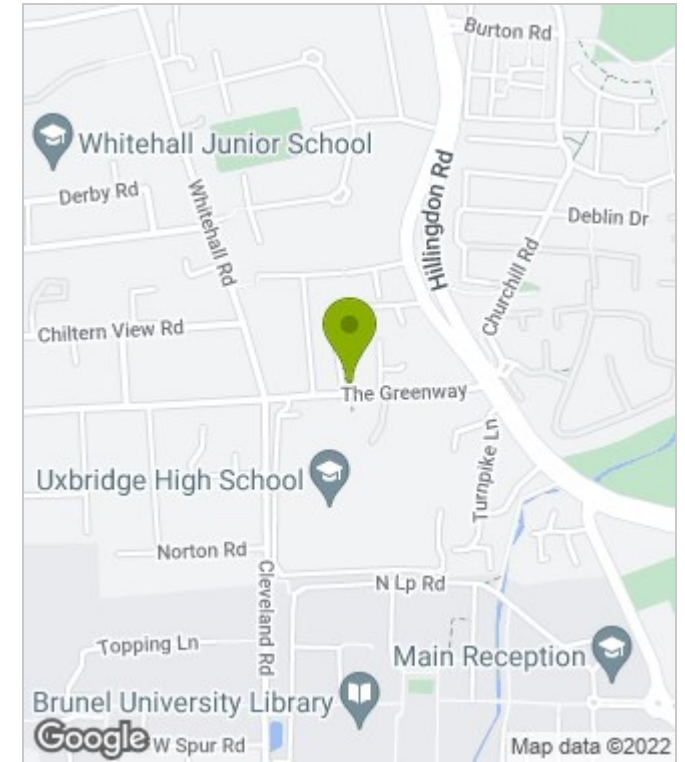 Burton Rd
Whitehall Junior School
Hillingdon Rd
Derby Rd
Whitehall Rd
Deblin Dr
Churchill Rd
Chiltern View Rd
The Greenway
Turnpike Ln
Uxbridge High School
Norton Rd
Cleveland Rd
N Lp Rd
Topping Ln
Main Reception
Brunel University Library
Google
W Spur Rd
Map data ©2022